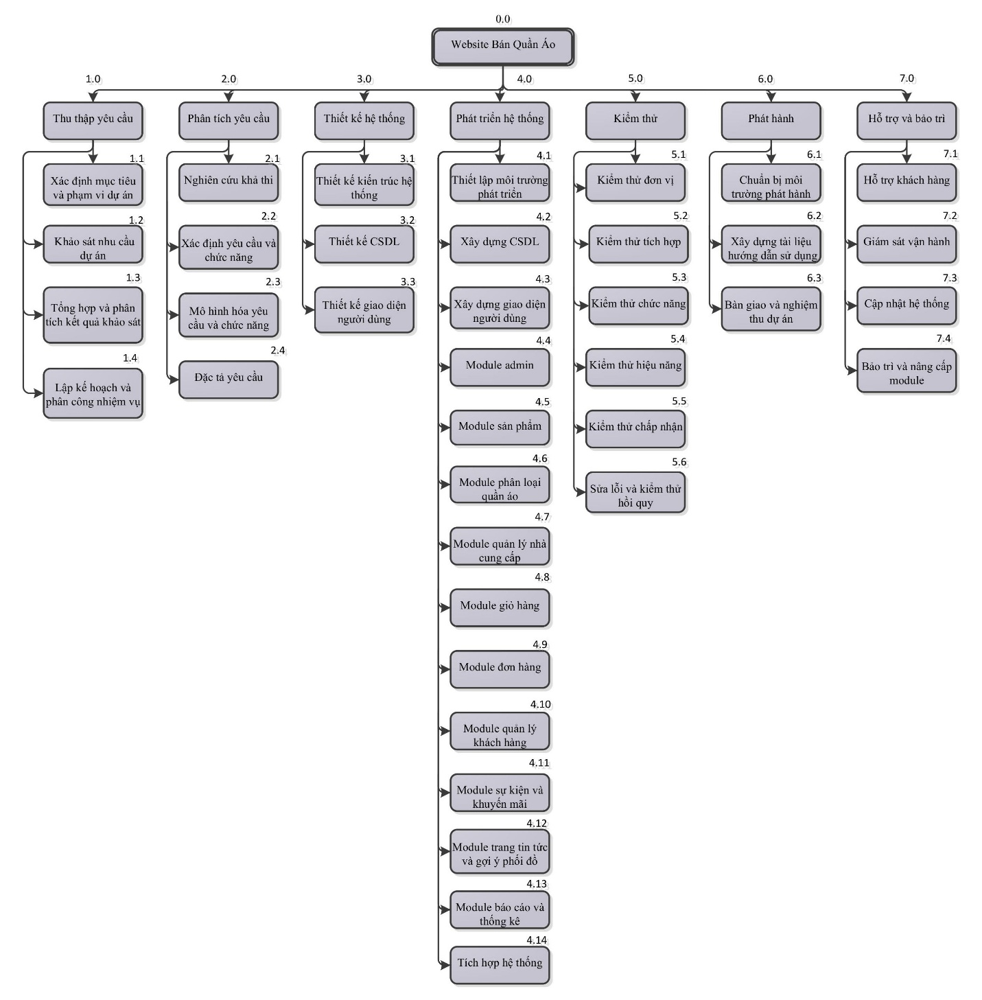 0.0
Website Bán Quần Áo
1.0
Thu thập yêu cầu
1.1
Xác định mục tiêu
và phạm vi dự án
1.2
Khảo sát nhu cầu
dự án
1.3
Tổng hợp và phân
tích kết quả khảo sát
1.4
Lập kế hoạch và
phân công nhiệm vụ
2.0
Phân tích yêu cầu
2.1
Nghiên cứu khả thi
2.2
Xác định yêu cầu và
chức năng
2.3
Mô hình hóa yêu
cầu và chức năng
2.4
Đặc tả yêu cầu
3.0
Thiết kế hệ thống
3.1
Thiết kế kiến trúc hệ
thống
3.2
Thiết kế CSDL
3.3
Thiết kế giao diện
người dùng
4.0
Phát triển hệ thống
4.1
Thiết lập môi trường
phát triển
4.2
Xây dựng CSDL
4.3
Xây dựng giao diện
người dùng
4.4
Module admin
4.5
Module sản phẩm
4.6
Module phân loại
quần áo
4.7
Module quản lý nhà
cung cấp
4.8
Module giỏ hàng
4.9
Module đơn hàng
4.10
Module quản lý
khách hàng
4.11
Module sự kiện và
khuyến mãi
4.12
Module trang tin tức
và gợi ý phối đồ
4.13
Module báo cáo và
thống kê
4.14
Tích hợp hệ thống
5.0
Kiểm thử
5.1
Kiểm thử đơn vị
5.2
Kiểm thử tích hợp
5.3
Kiểm thử chức năng
5.4
Kiểm thử hiệu năng
5.5
Kiểm thử chấp nhận
5.6
Sửa lỗi và kiểm thử
hồi quy
6.0
Phát hành
6.1
Chuẩn bị môi
trường phát hành
6.2
Xây dựng tài liệu
hướng dẫn sử dụng
6.3
Bàn giao và nghiệm
thu dự án
7.0
Hỗ trợ và bảo trì
7.1
Hỗ trợ khách hàng
7.2
Giám sát vận hành
7.3
Cập nhật hệ thống
7.4
Bảo trì và nâng cấp
module